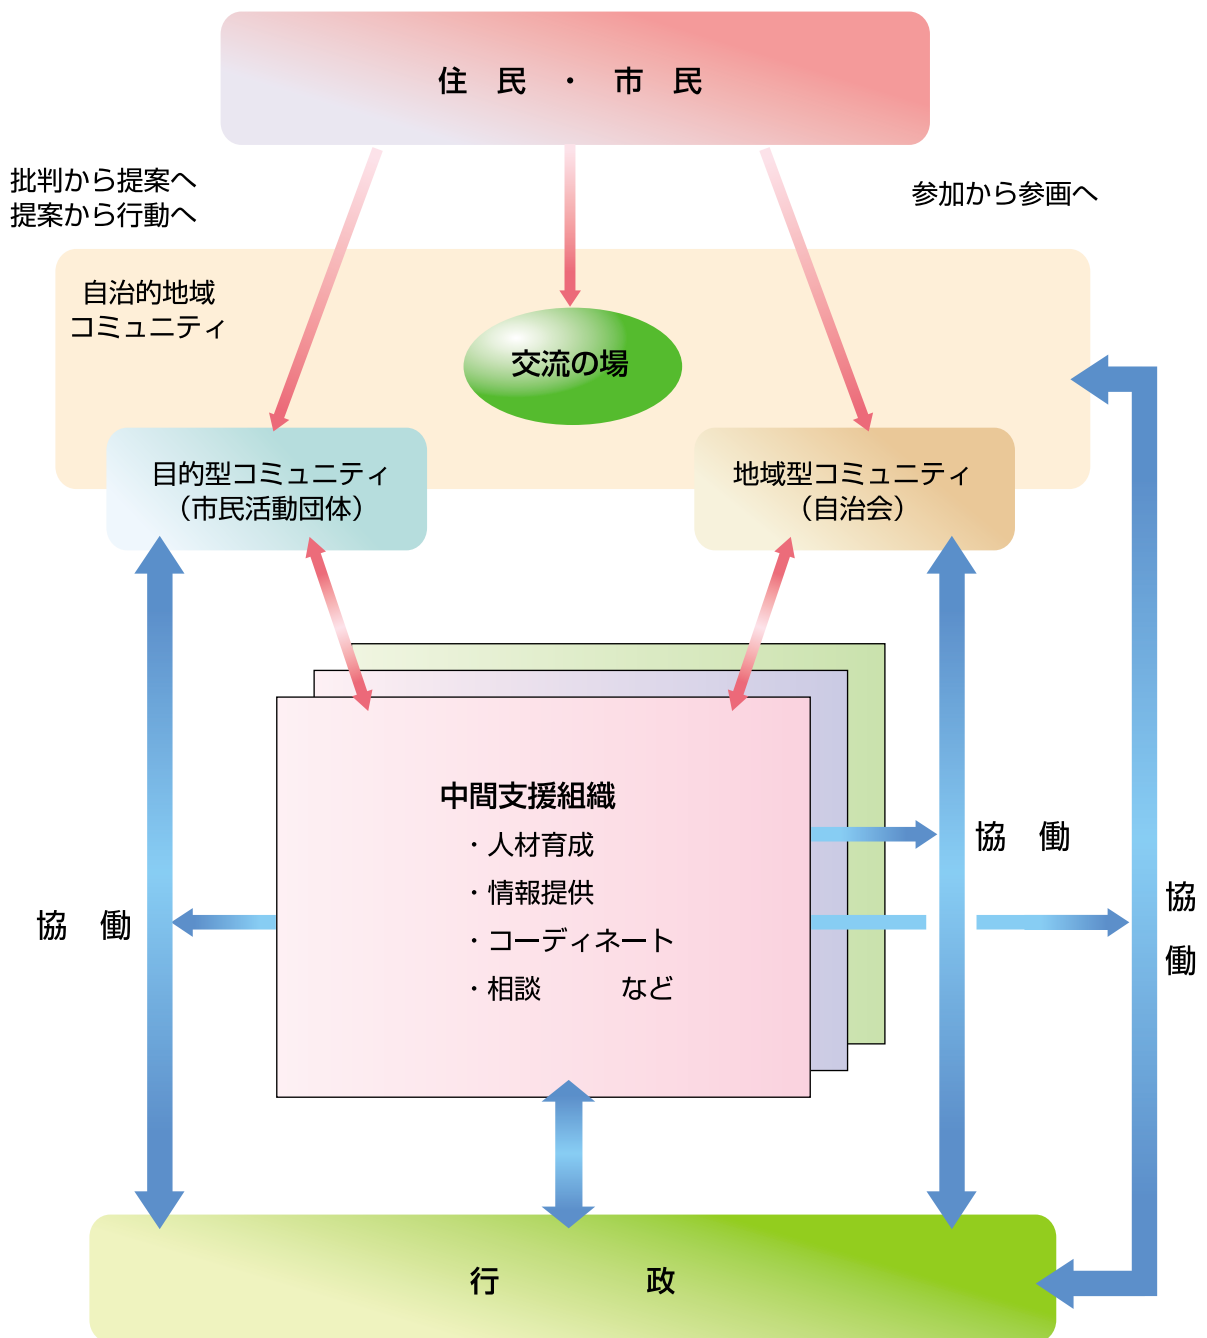 住　民　・　市　民
批判から提案へ
提案から行動へ
参加から参画へ
自治的地域
コミュニティ
交流の場
目的型コミュニティ
（市民活動団体）
地域型コミュニティ
（自治会）
中間支援組織
・人材育成
・情報提供
・コーディネート
・相談　　　など
協　働
協　働
協
働
行　　　　　政